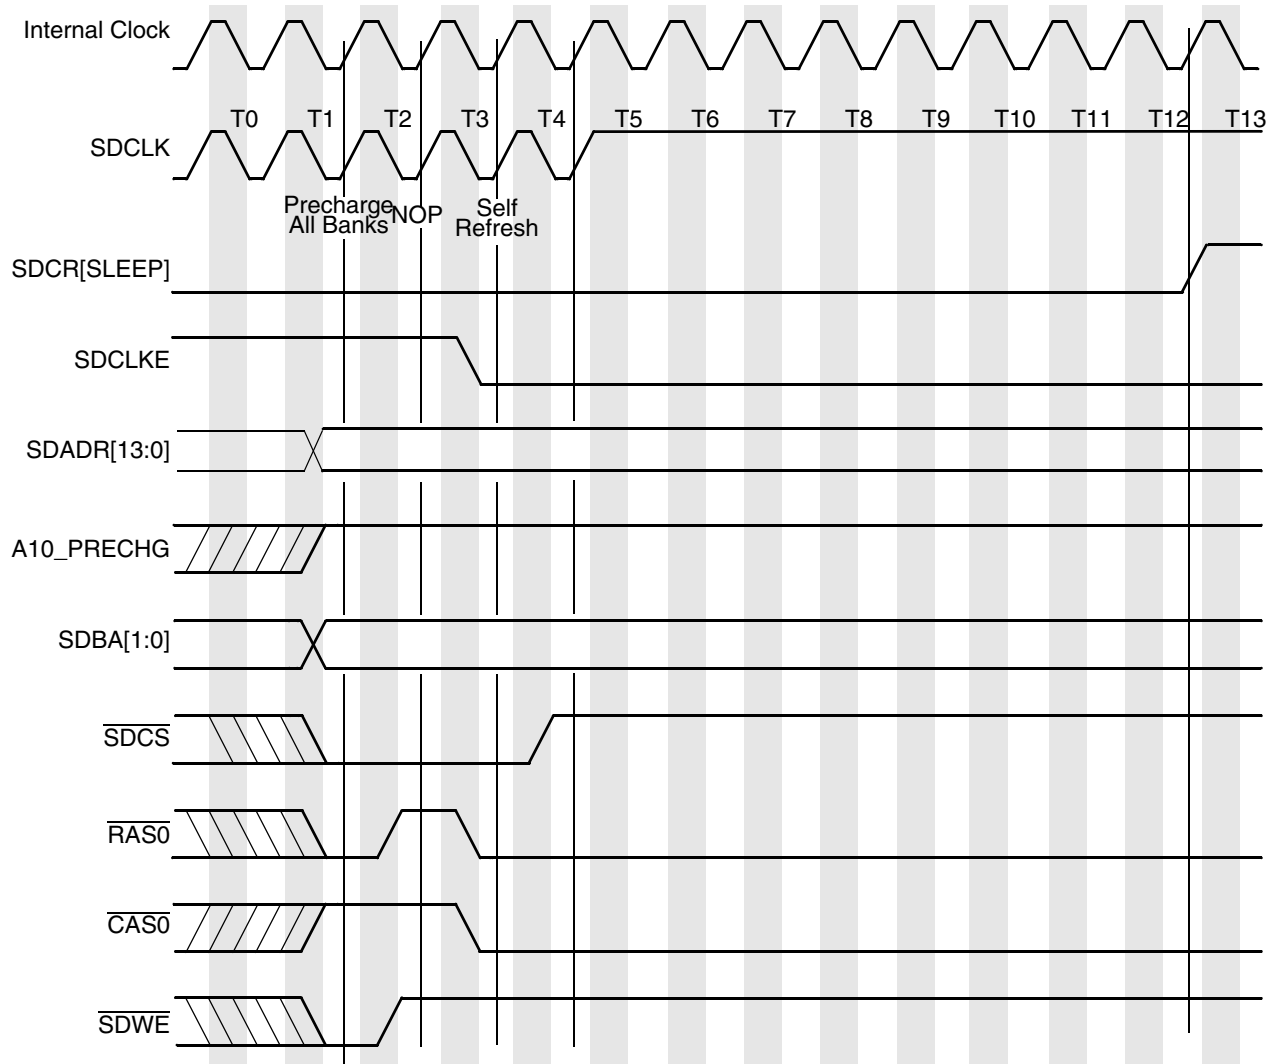 Internal Clock
T0 T1 T2 T3 T4 T5 T6 T7 T8 T9 T10 T11 T12 T13
SDCLK
Precharge
All Banks
NOP
Self
Refresh
SDCR[SLEEP]
SDCLKE
SDADR[13:0]
A10_PRECHG
SDBA[1:0]
SDCS
RAS0
CAS0
SDWE